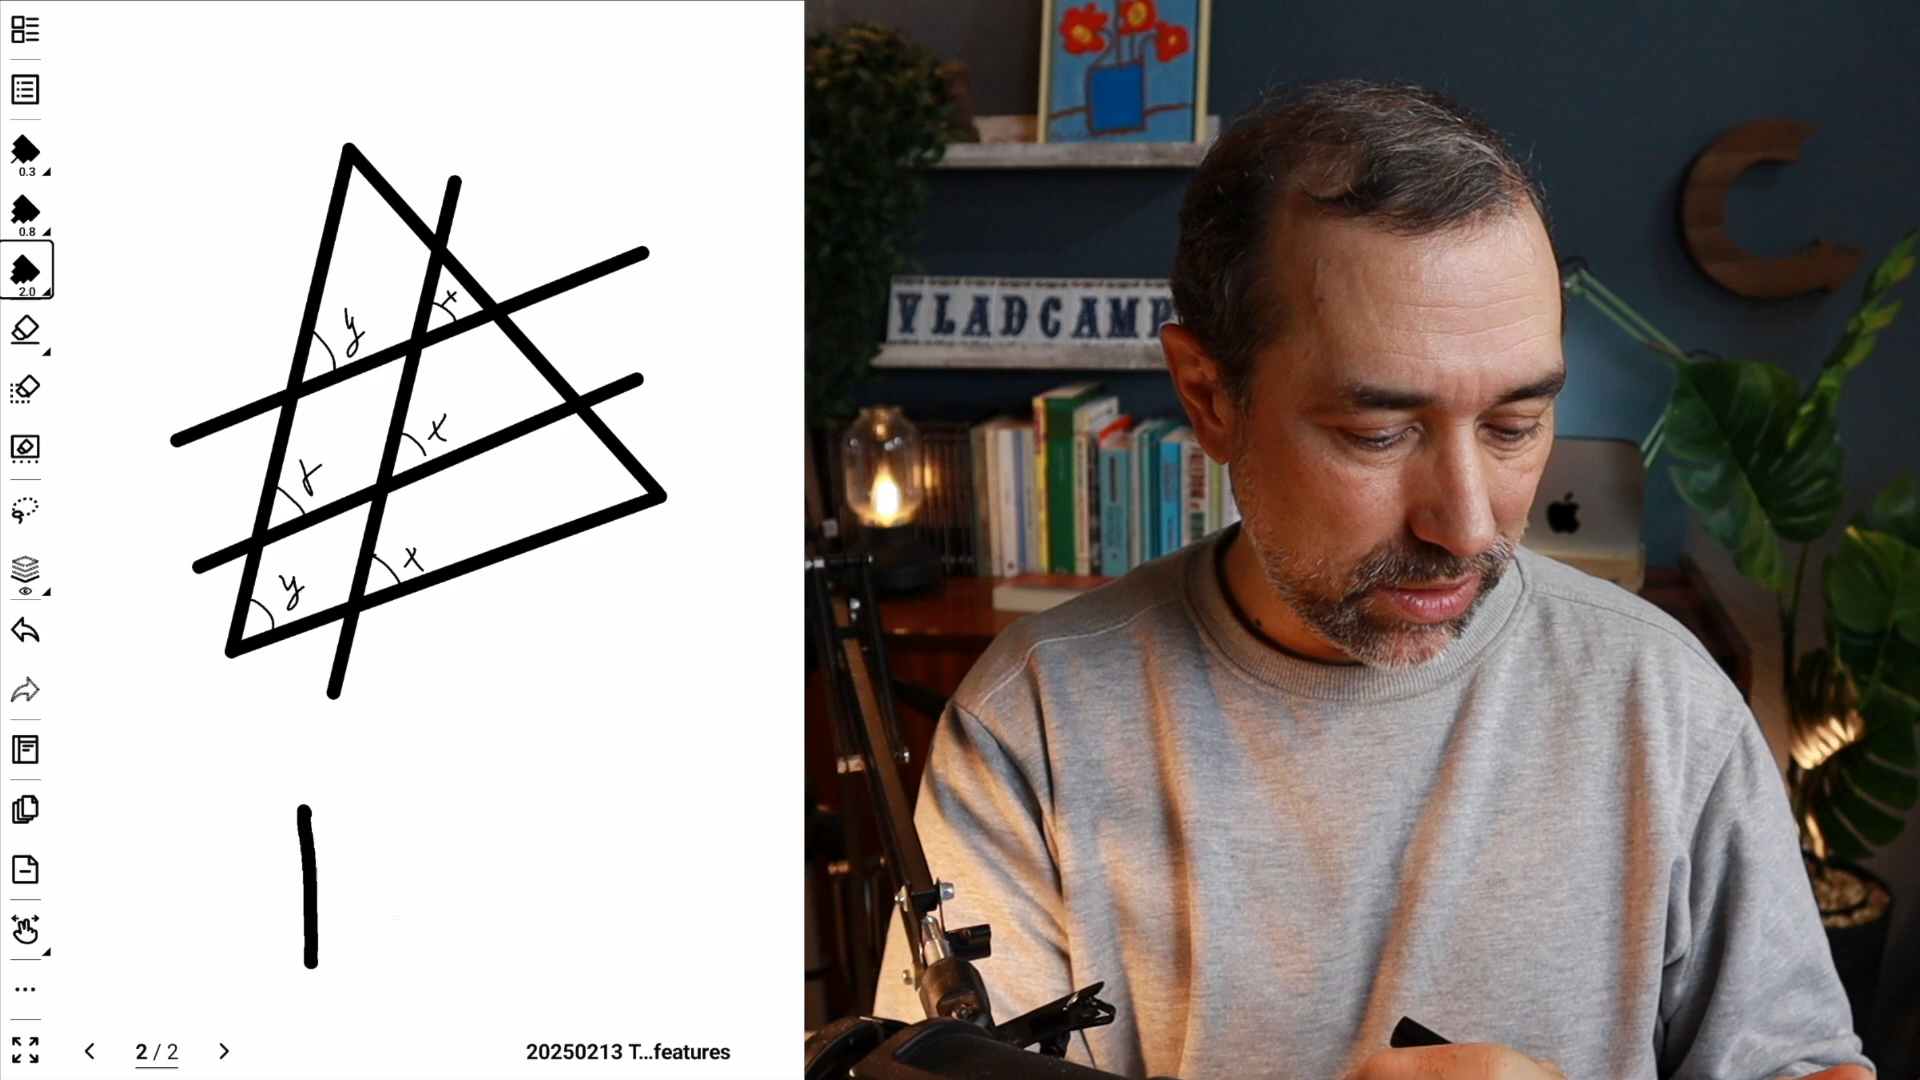 0.3
0.8
2.0
y
x
x
y
x
y
x
2 / 2
20250213 T...features
VLADCAMP